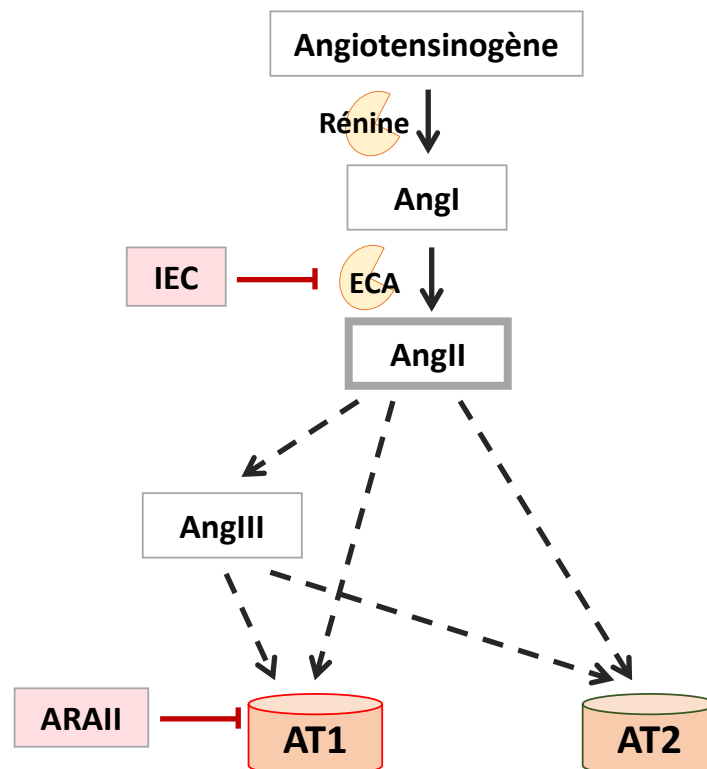 Angiotensinogène
Rénine
AngI
IEC
ECA
AngII
AngIII
ARAII
AT1
AT2